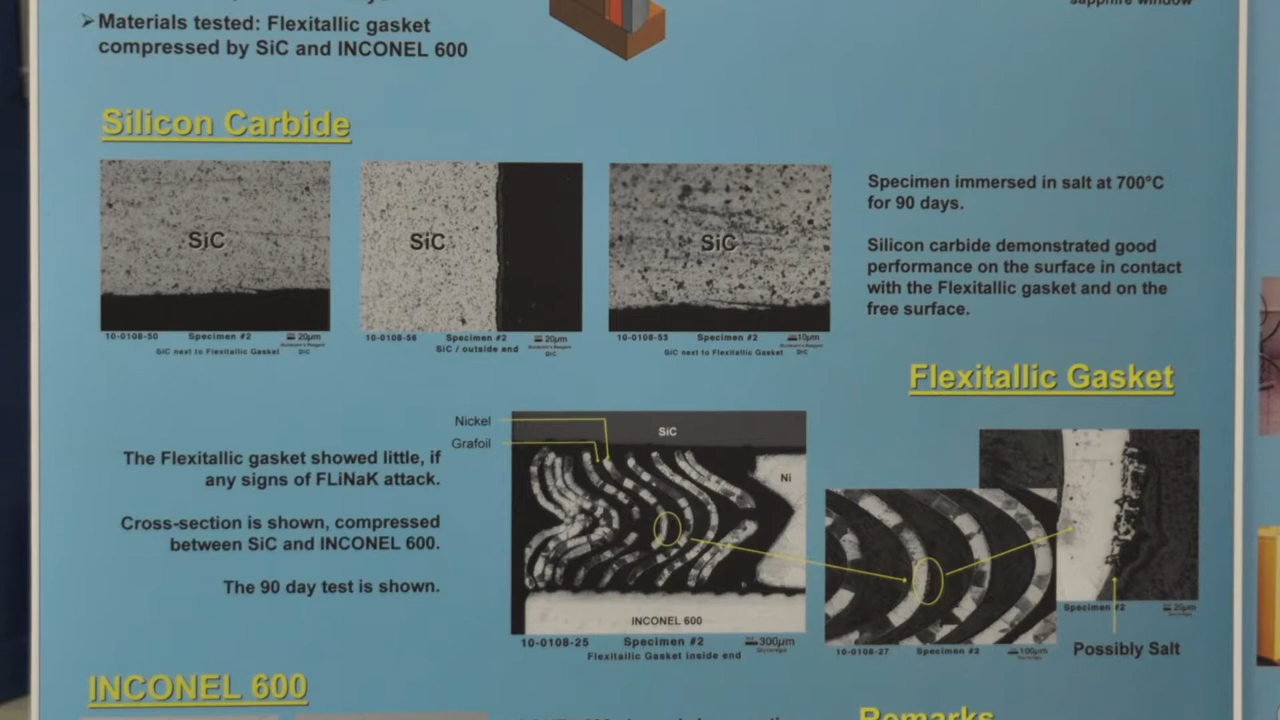 ➢Materials tested: Flexitallic gasket
compressed by SiC and INCONEL 600
sapphire window
Silicon Carbide
SiC
10-0108-50 Specimen #2 20µm
SiC next to Flexitallic Gasket
SiC
10-0108-56 Specimen #2 20µm
SiC / outside end
SiC
10-0108-53 Specimen #2 10µm
SiC next to Flexitallic Gasket
Specimen immersed in salt at 700°C
for 90 days.
Silicon carbide demonstrated good
performance on the surface in contact
with the Flexitallic gasket and on the
free surface.
Flexitallic Gasket
The Flexitallic gasket showed little, if
any signs of FLiNaK attack.
Cross-section is shown, compressed
between SiC and INCONEL 600.
The 90 day test is shown.
Nickel
Grafoil
SiC
Ni
INCONEL 600
10-0108-25 Specimen #2 300µm
Flexitallic Gasket inside end
10-0108-27 Specimen #2 100µm
Specimen #2 20µm
Possibly Salt
INCONEL 600
Remarks